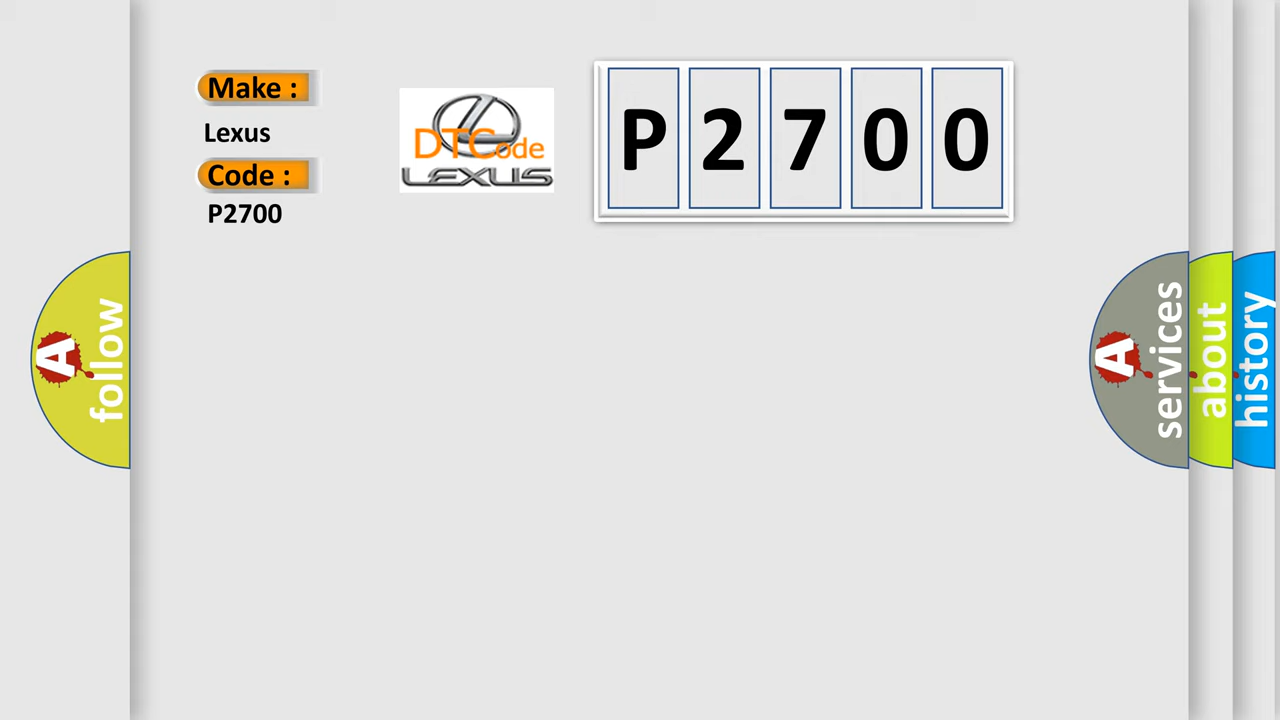 Make :
Lexus
Code :
P2700
DTCode
LEXUS
P 2 7 0 0
A follow
A services
about
history